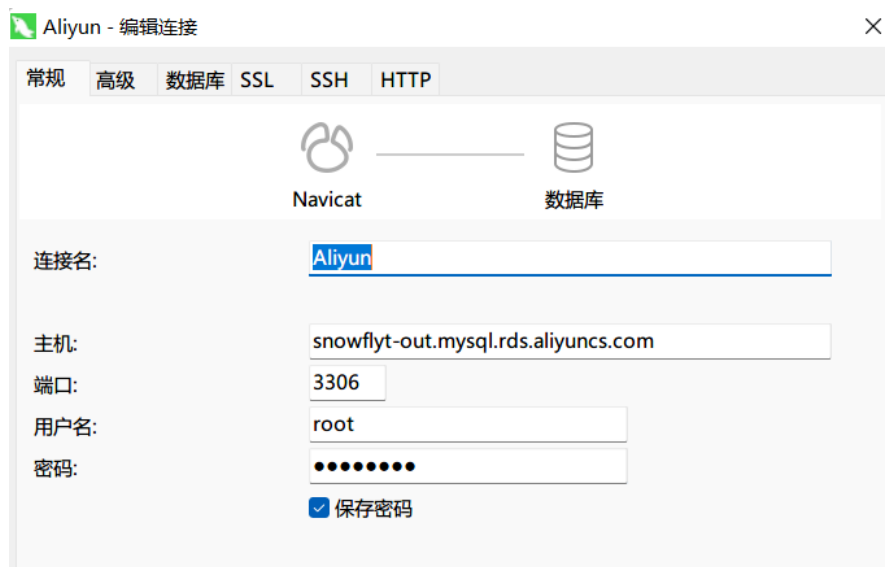 Aliyun - 编辑连接
常规 高级 数据库 SSL SSH HTTP
Navicat 数据库
连接名: Aliyun
主机: snowflyt-out.mysql.rds.aliyuncs.com
端口: 3306
用户名: root
密码: ●●●●●●●●
保存密码